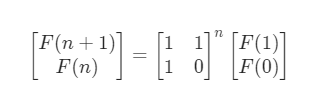 [F(n + 1)] = [1 1]ⁿ [F(1)]
[F(n)] [1 0] [F(0)]